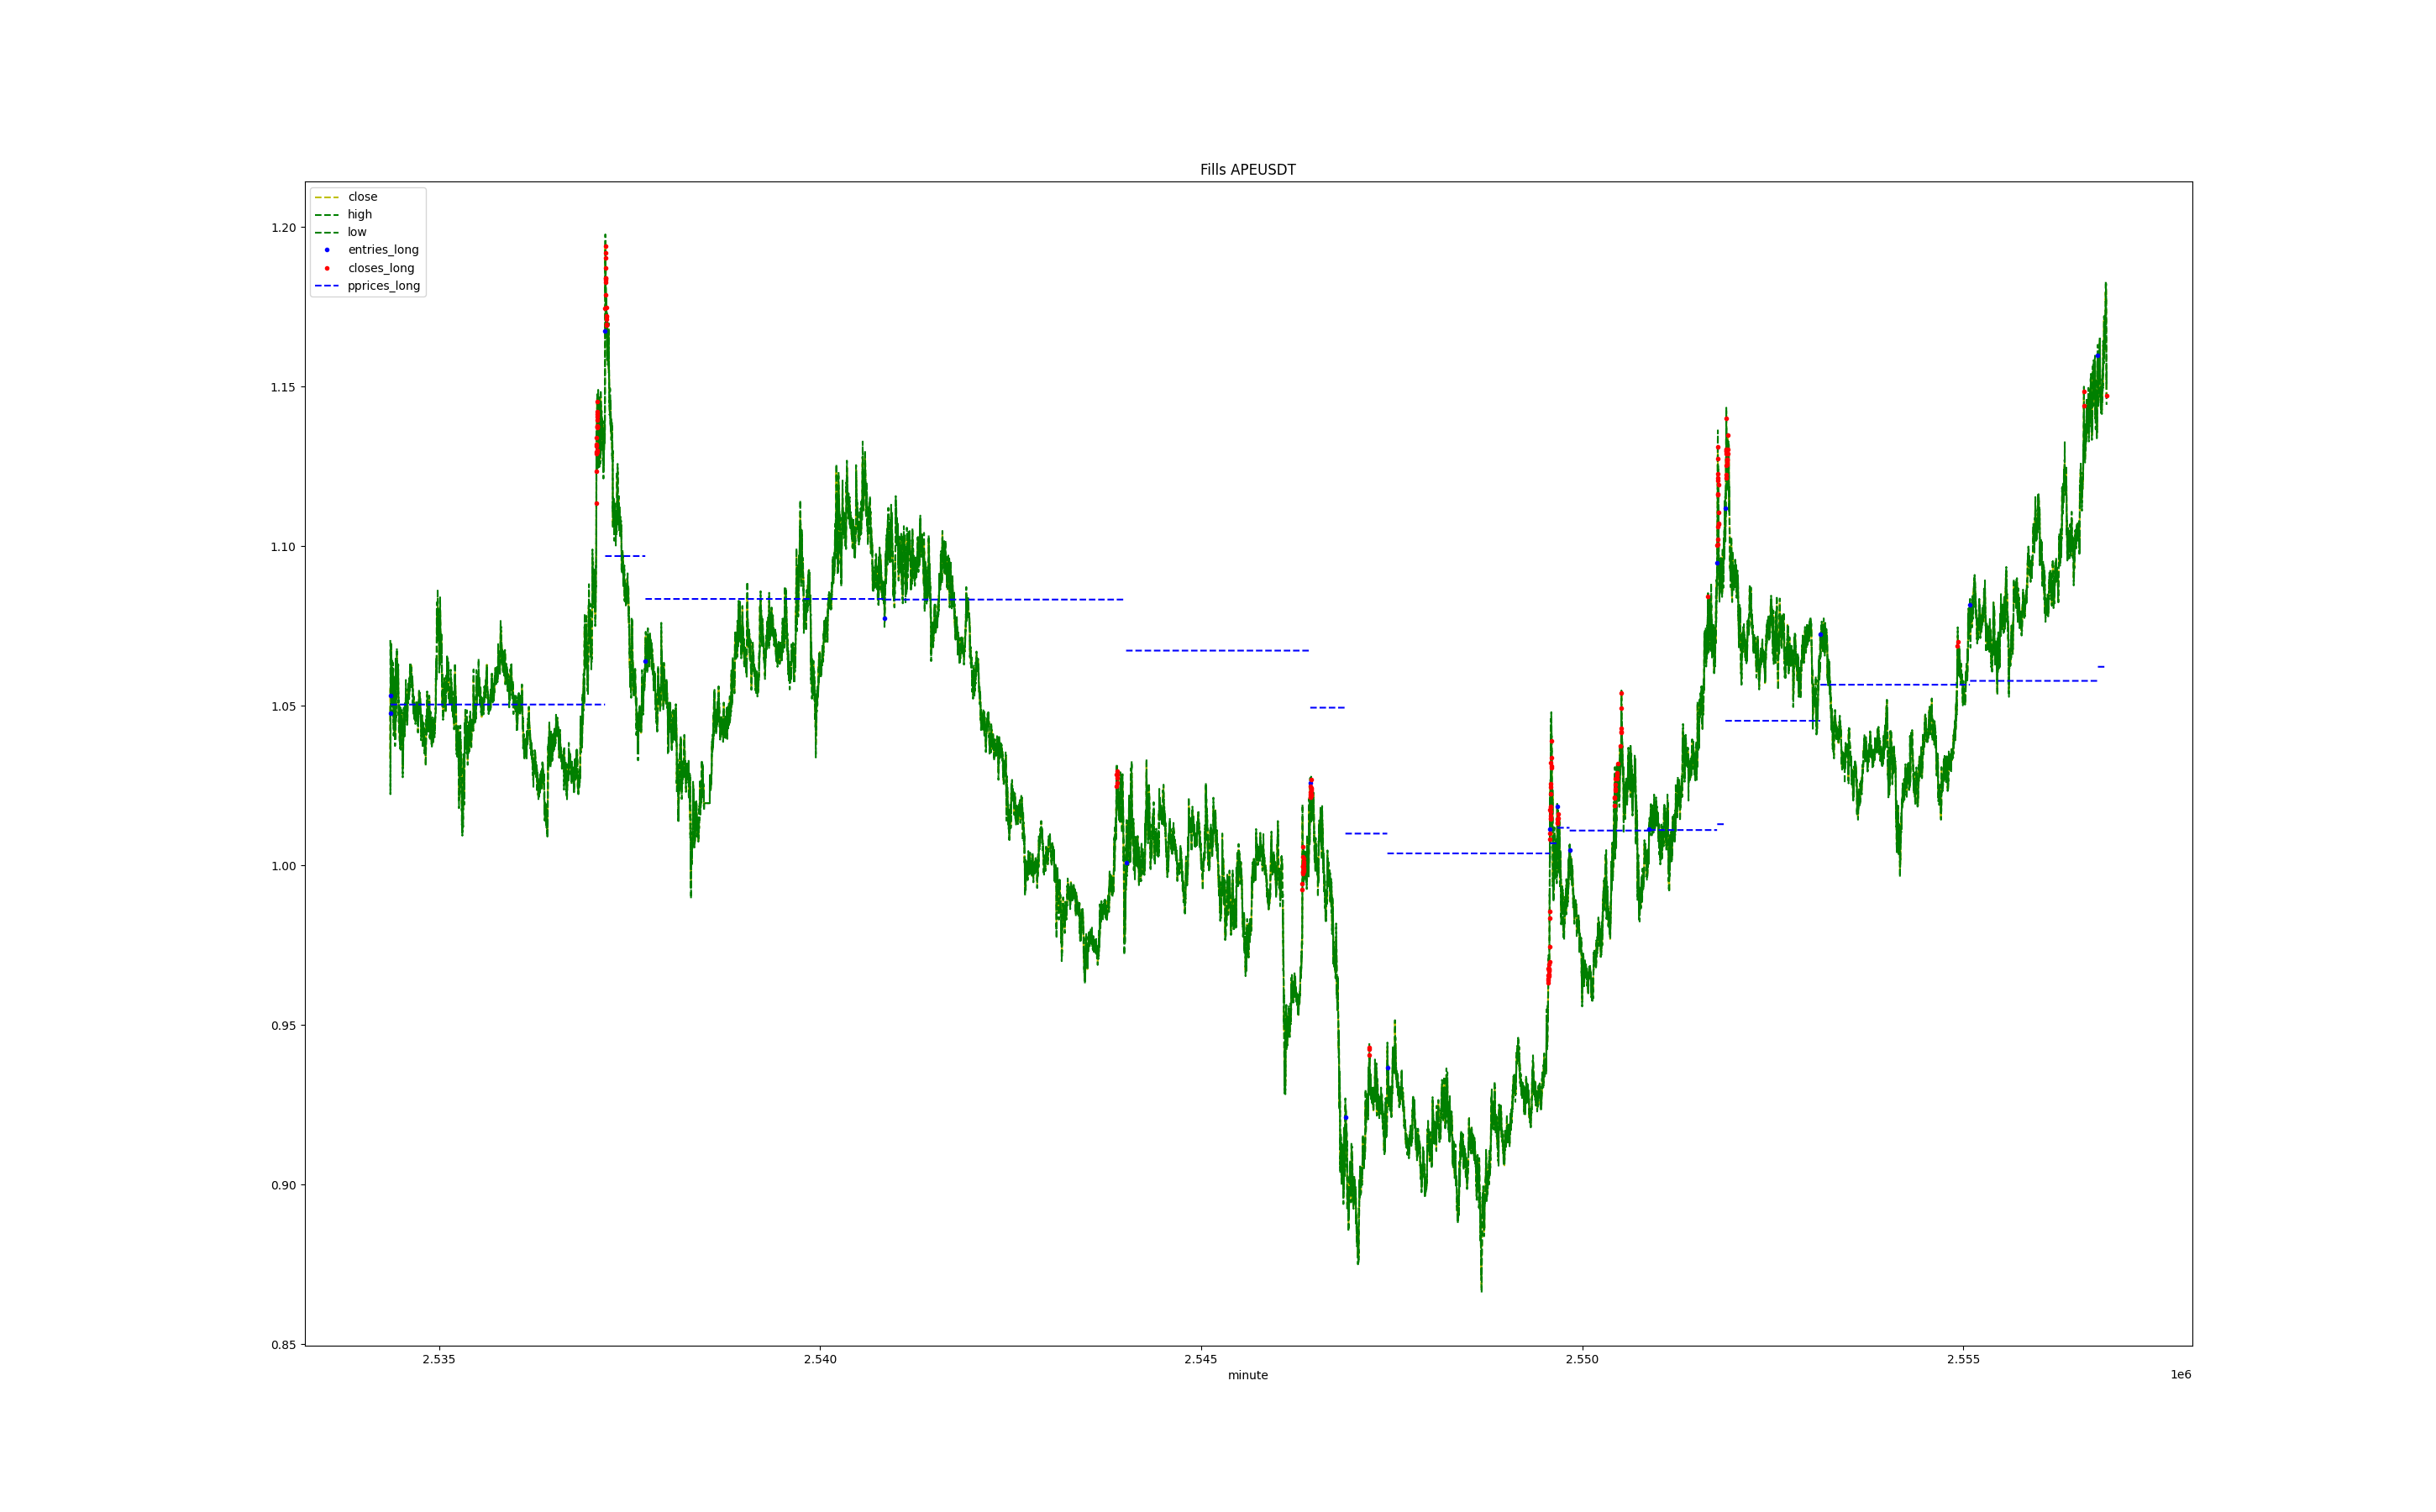 Fills APEUSDT
close
high
low
entries_long
closes_long
pprices_long
1.20
1.15
1.10
1.05
1.00
0.95
0.90
0.85
2.535 2.540 2.545 2.550 2.555
minute 1e6